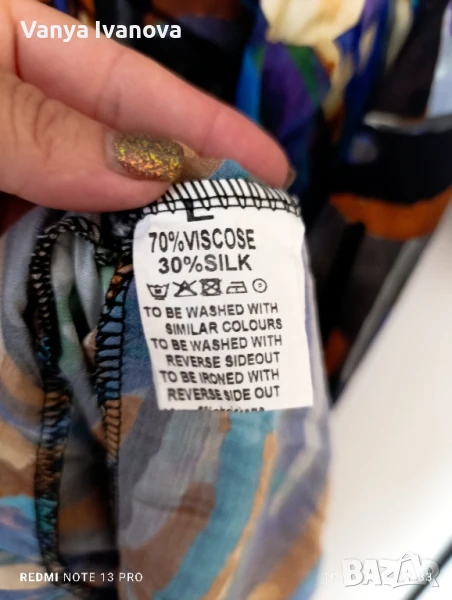 Vanya Ivanova
L
70%VISCOSE
30%SILK
TO BE WASHED WITH
SIMILAR COLOURS
TO BE WASHED WITH
REVERSE SIDEOUT
TO BE IRONED WITH
REVERSE SIDE OUT
REDMI NOTE 13 PRO
BAZAR